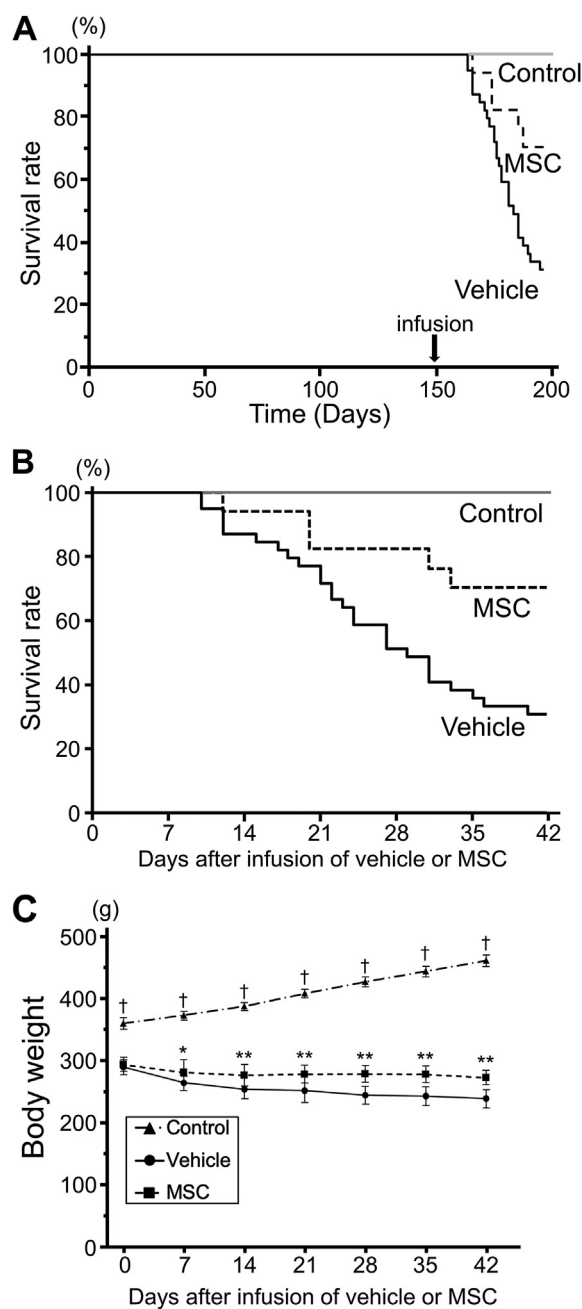 A
(%)
Survival rate
100
80
60
40
20
0
Control
MSC
Vehicle
infusion
0 50 100 150 200
Time (Days)
B
(%)
Survival rate
100
80
60
40
20
0
Control
MSC
Vehicle
0 7 14 21 28 35 42
Days after infusion of vehicle or MSC
C
(g)
Body weight
500
400
300
200
100
0
† † † † † † †
* ** ** ** ** **
Control
Vehicle
MSC
0 7 14 21 28 35 42
Days after infusion of vehicle or MSC